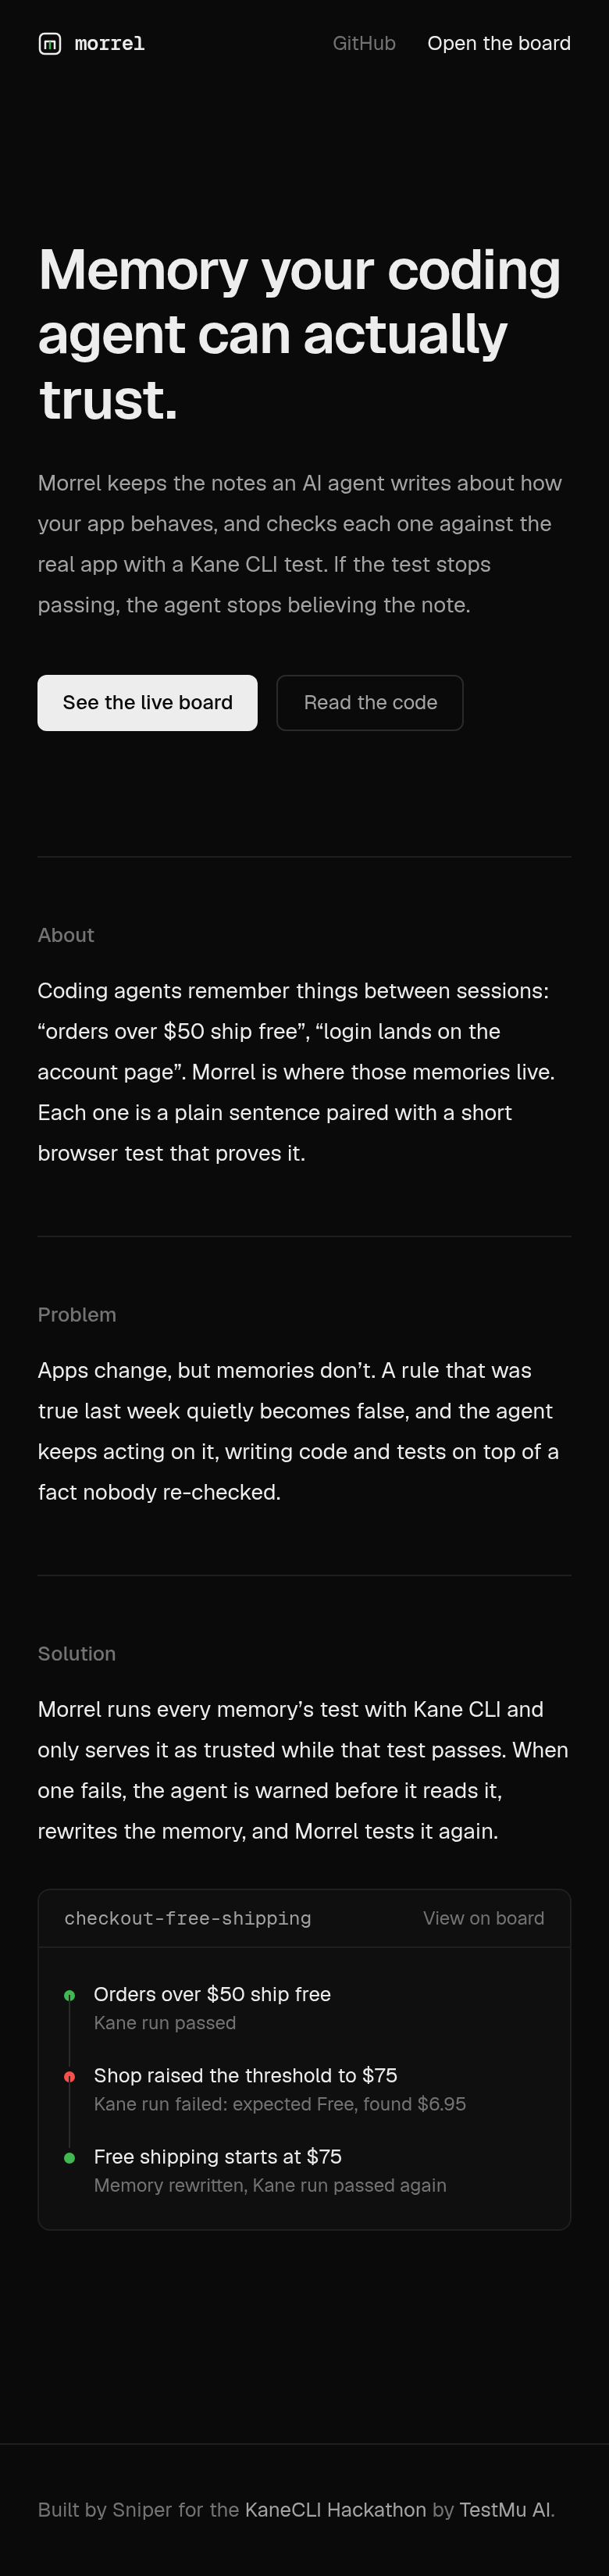 morrel
GitHub
Open the board
Memory your coding
agent can actually
trust.
Morrel keeps the notes an AI agent writes about how
your app behaves, and checks each one against the
real app with a Kane CLI test. If the test stops
passing, the agent stops believing the note.
See the live board
Read the code
About
Coding agents remember things between sessions:
“orders over $50 ship free”, “login lands on the
account page”. Morrel is where those memories live.
Each one is a plain sentence paired with a short
browser test that proves it.
Problem
Apps change, but memories don’t. A rule that was
true last week quietly becomes false, and the agent
keeps acting on it, writing code and tests on top of a
fact nobody re-checked.
Solution
Morrel runs every memory’s test with Kane CLI and
only serves it as trusted while that test passes. When
one fails, the agent is warned before it reads it,
rewrites the memory, and Morrel tests it again.
checkout-free-shipping
View on board
Orders over $50 ship free
Kane run passed
Shop raised the threshold to $75
Kane run failed: expected Free, found $6.95
Free shipping starts at $75
Memory rewritten, Kane run passed again
Built by Sniper for the KaneCLI Hackathon by TestMu AI.